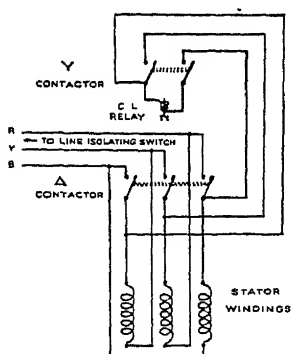 Y
CONTACTOR
C L
RELAY
R
← TO LINE ISOLATING SWITCH
Y
B
Δ
CONTACTOR
STATOR
WINDINGS